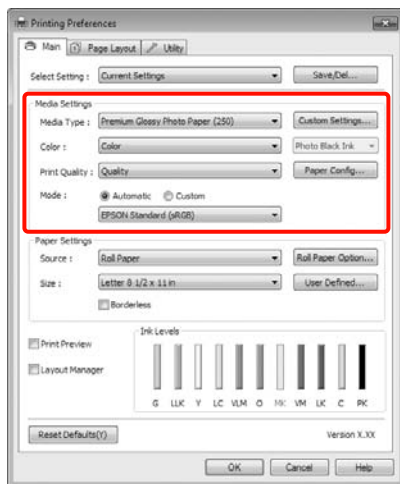 Printing Preferences
Main Page Layout Utility
Select Setting : Current Settings Save/Del...
Media Settings
Media Type : Premium Glossy Photo Paper (250) Custom Settings...
Color : Color Photo Black Ink
Print Quality : Quality Paper Config...
Mode : Automatic Custom
EPSON Standard (sRGB)
Paper Settings
Source : Roll Paper Roll Paper Option...
Size : Letter 8 1/2 x 11 in User Defined...
Borderless
Ink Levels
Print Preview
Layout Manager
G LLK Y LC VLM O MK VM LK C PK
Reset Defaults(Y) Version X.XX
OK Cancel Help